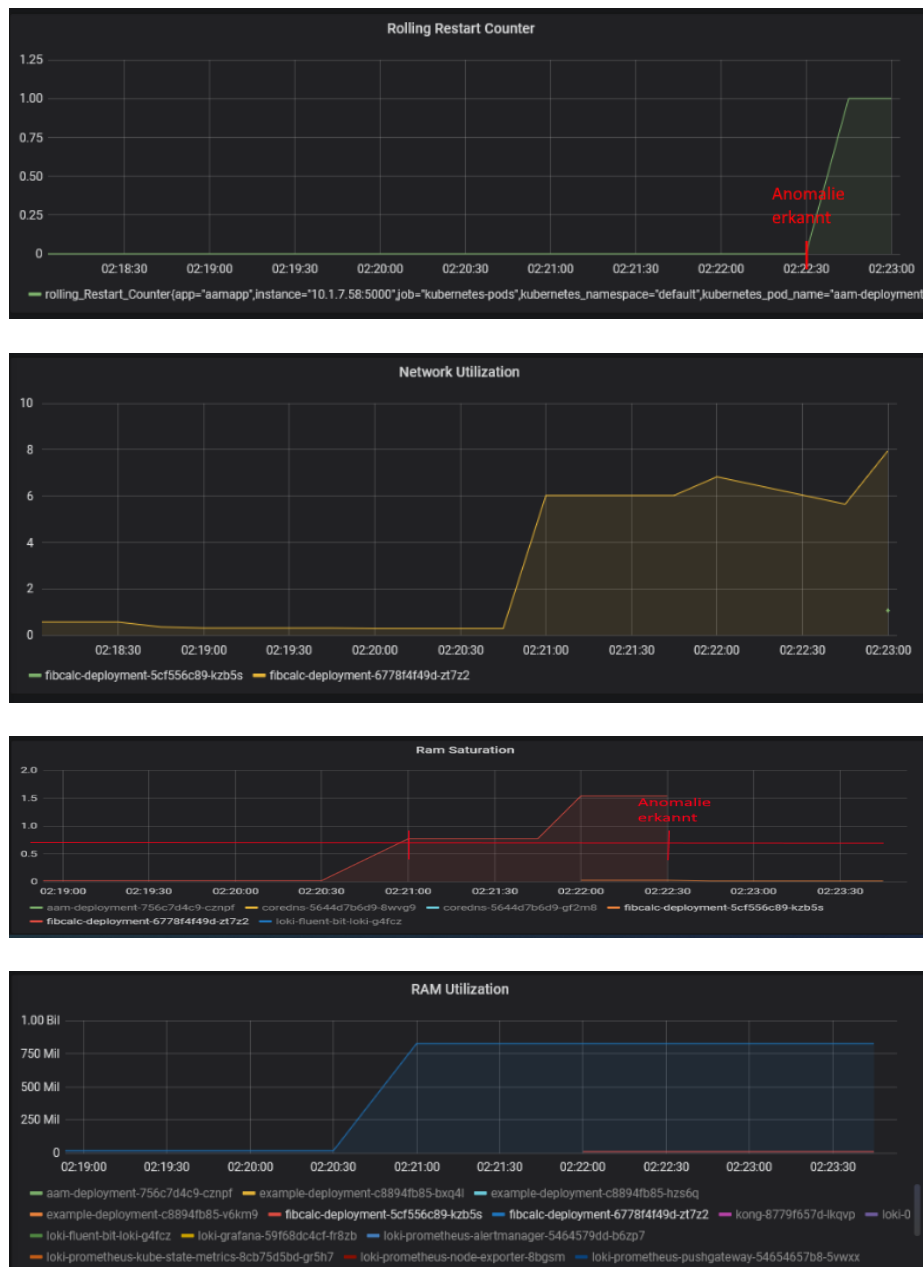 Rolling Restart Counter
1.25
1.00
0.75
0.50
0.25
0
Anomalie
erkannt
02:18:30 02:19:00 02:19:30 02:20:00 02:20:30 02:21:00 02:21:30 02:22:00 02:22:30 02:23:00
rolling_Restart_Counter{app="aamapp",instance="10.1.7.58:5000",job="kubernetes-pods",kubernetes_namespace="default",kubernetes_pod_name="aam-deployment
Network Utilization
10
8
6
4
2
0
02:18:30 02:19:00 02:19:30 02:20:00 02:20:30 02:21:00 02:21:30 02:22:00 02:22:30 02:23:00
fibcalc-deployment-5cf556c89-kzb5s fibcalc-deployment-6778f4f49d-zt7z2
Ram Saturation
2.0
1.5
1.0
0.5
0
Anomalie
erkannt
02:19:00 02:19:30 02:20:00 02:20:30 02:21:00 02:21:30 02:22:00 02:22:30 02:23:00 02:23:30
aam-deployment-756c7d4c9-cznpf coredns-5644d7b6d9-8wvg9 coredns-5644d7b6d9-gf2m8 fibcalc-deployment-5cf556c89-kzb5s
fibcalc-deployment-6778f4f49d-zt7z2 loki-fluent-bit-loki-g4fcz
RAM Utilization
1.00 Bil
750 Mil
500 Mil
250 Mil
0
02:19:00 02:19:30 02:20:00 02:20:30 02:21:00 02:21:30 02:22:00 02:22:30 02:23:00 02:23:30
aam-deployment-756c7d4c9-cznpf example-deployment-c8894fb85-bxq4l example-deployment-c8894fb85-hzs6q
example-deployment-c8894fb85-v6km9 fibcalc-deployment-5cf556c89-kzb5s fibcalc-deployment-6778f4f49d-zt7z2 kong-8779f657d-lkqvp loki-0
loki-fluent-bit-loki-g4fcz loki-grafana-59f68dc4cf-fr8zb loki-prometheus-alertmanager-5464579dd-b6zp7
loki-prometheus-kube-state-metrics-8cb75d5bd-gr5h7 loki-prometheus-node-exporter-8bgsm loki-prometheus-pushgateway-54654657b8-5vwxx